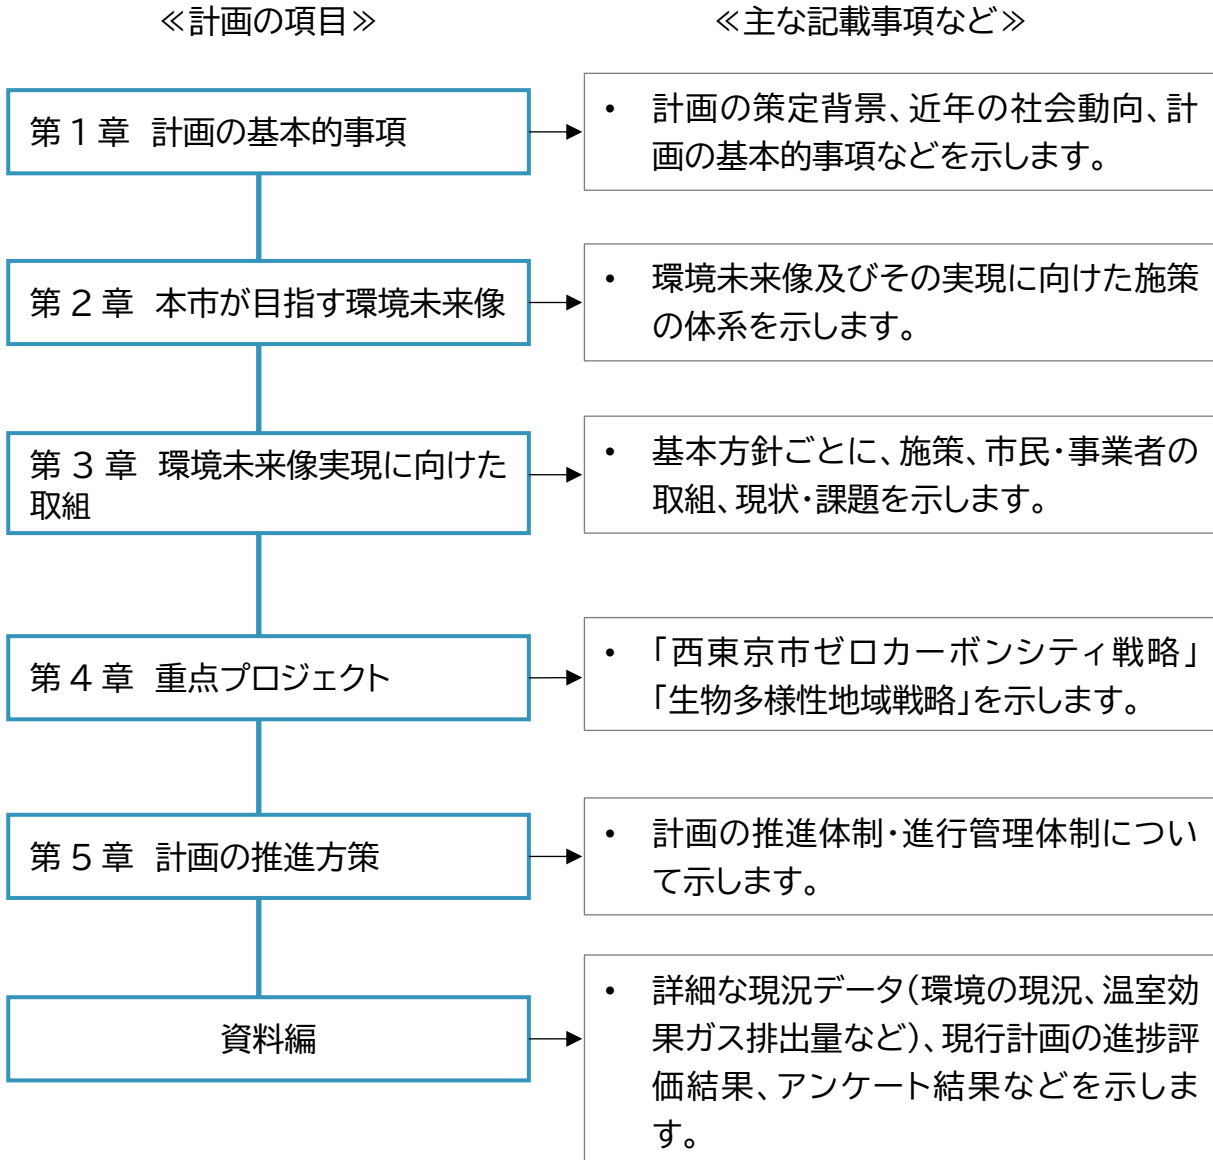 ≪計画の項目≫
≪主な記載事項など≫
第1章 計画の基本的事項
• 計画の策定背景、近年の社会動向、計
画の基本的事項などを示します。
第2章 本市が目指す環境未来像
• 環境未来像及びその実現に向けた施策
の体系を示します。
第3章 環境未来像実現に向けた
取組
• 基本方針ごとに、施策、市民・事業者の
取組、現状・課題を示します。
第4章 重点プロジェクト
• 「西東京市ゼロカーボンシティ戦略」
「生物多様性地域戦略」を示します。
第5章 計画の推進方策
• 計画の推進体制・進行管理体制につい
て示します。
資料編
• 詳細な現況データ(環境の現況、温室効
果ガス排出量など)、現行計画の進捗評
価結果、アンケート結果などを示しま
す。